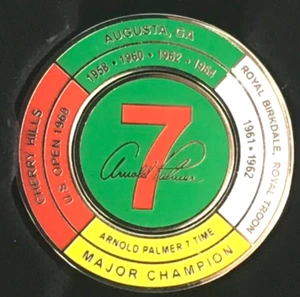 AUGUSTA, GA
1958 • 1960 • 1962 • 1964
ROYAL BIRKDALE, ROYAL TROON
1961 • 1962
CHERRY HILLS
U.S. OPEN 1960
7
Arnold Palmer
ARNOLD PALMER 7 TIME
MAJOR CHAMPION